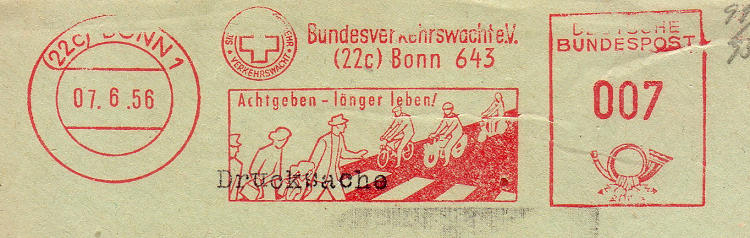 (22c) BONN 1
07.6.56
VERKEHRSWACHT
Bundesverkehrswacht e.V.
(22c) Bonn 643
Achtgeben - länger leben!
Drucksache
DEUTSCHE
BUNDESPOST
007